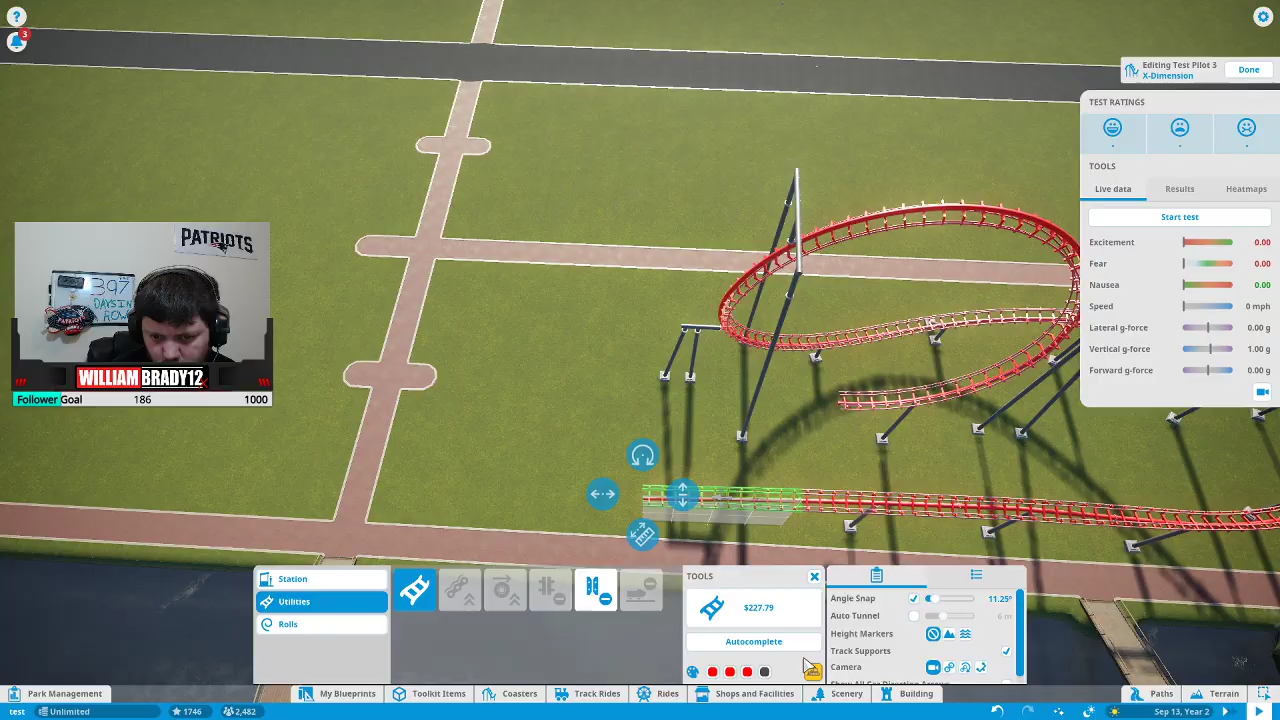 ?
3
Editing Test Pilot 3
X-Dimension
Done
TEST RATINGS
-
-
-
TOOLS
Live data
Results
Heatmaps
Start test
Excitement
0.00
Fear
0.00
Nausea
0.00
Speed
0 mph
Lateral g-force
0.00 g
Vertical g-force
1.00 g
Forward g-force
0.00 g
PATRIOTS
397
DAYS IN
ROW
WILLIAM BRADY12
Follower Goal
186
1000
Station
Utilities
Rolls
TOOLS
$227.79
Autocomplete
Angle Snap
11.25°
Auto Tunnel
6 m
Height Markers
Track Supports
Camera
Park Management
My Blueprints
Toolkit Items
Coasters
Track Rides
Rides
Shops and Facilities
Scenery
Building
Paths
Terrain
test
Unlimited
1746
2,482
Sep 13, Year 2